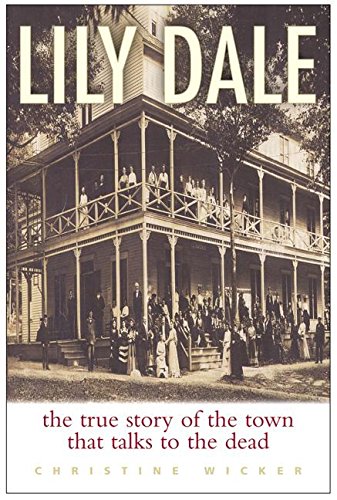 LILY DALE
the true story of the town
that talks to the dead
CHRISTINE WICKER